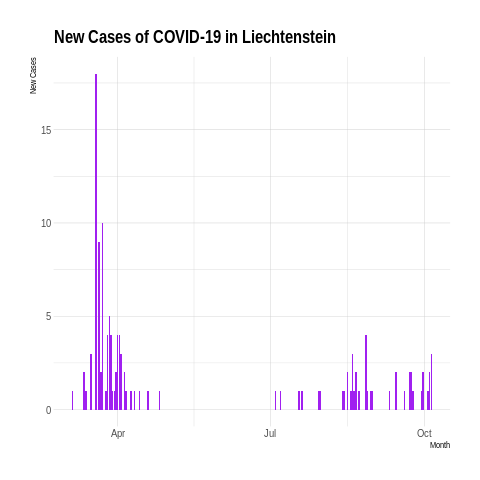 New Cases of COVID-19 in Liechtenstein
New Cases
15
10
5
0
Apr
Jul
Oct
Month